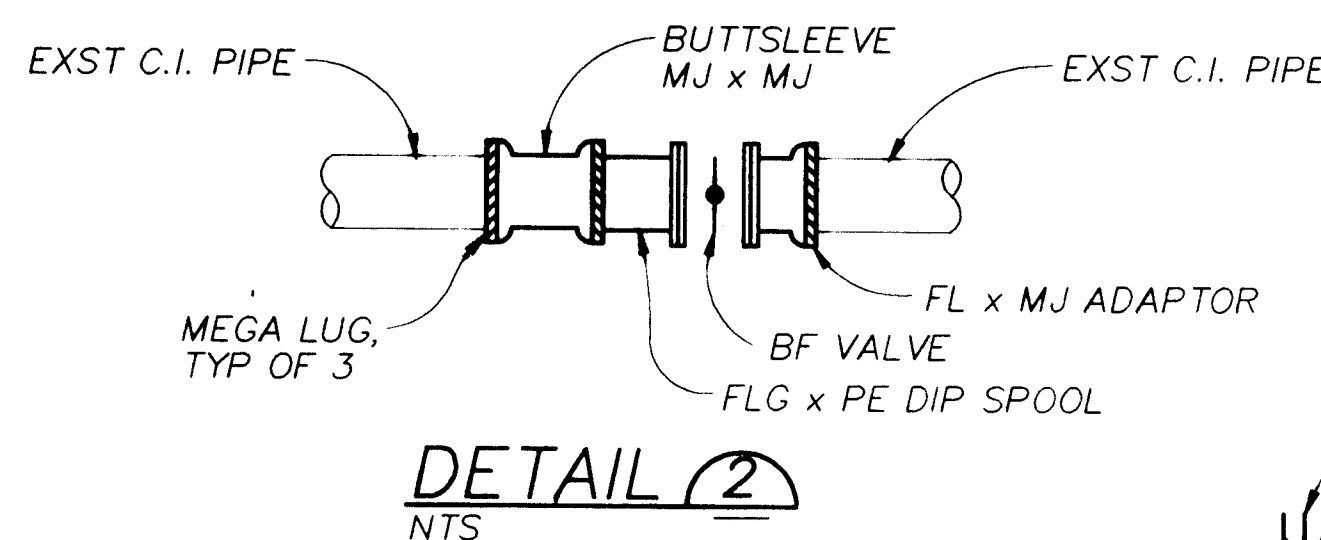 EXST C.I. PIPE
BUTTSLEEVE
MJ x MJ
EXST C.I. PIPE
MEGA LUG,
TYP OF 3
FL x MJ ADAPTOR
BF VALVE
FLG x PE DIP SPOOL
DETAIL 2
NTS